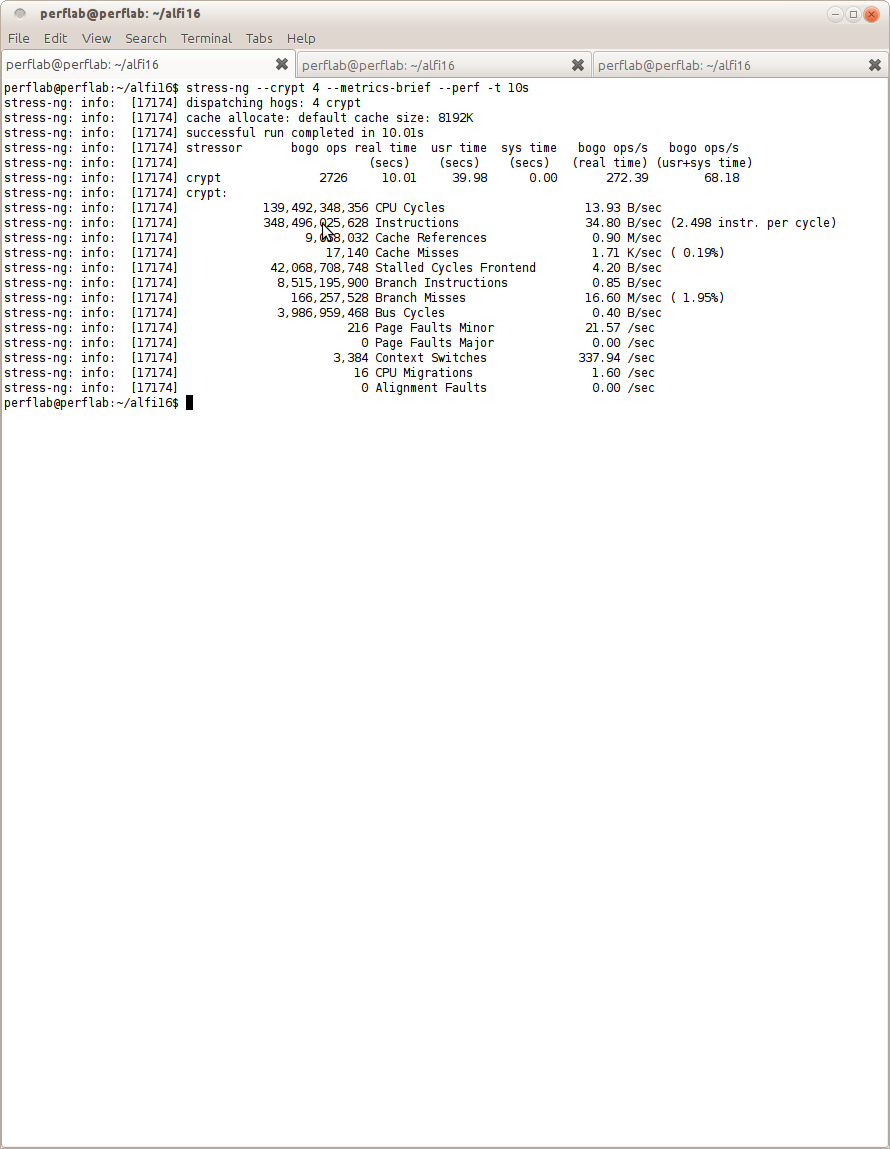 perflab@perflab: ~/alfi16
File Edit View Search Terminal Tabs Help
perflab@perflab: ~/alfi16 perflab@perflab: ~/alfi16 perflab@perflab: ~/alfi16
perflab@perflab:~/alfi16$ stress-ng --crypt 4 --metrics-brief --perf -t 10s
stress-ng: info: [17174] dispatching hogs: 4 crypt
stress-ng: info: [17174] cache allocate: default cache size: 8192K
stress-ng: info: [17174] successful run completed in 10.01s
stress-ng: info: [17174] stressor bogo ops real time usr time sys time bogo ops/s bogo ops/s
stress-ng: info: [17174] (secs) (secs) (secs) (real time) (usr+sys time)
stress-ng: info: [17174] crypt 2726 10.01 39.98 0.00 272.39 68.18
stress-ng: info: [17174] crypt:
stress-ng: info: [17174] 139,492,348,356 CPU Cycles 13.93 B/sec
stress-ng: info: [17174] 348,496,025,628 Instructions 34.80 B/sec (2.498 instr. per cycle)
stress-ng: info: [17174] Cache References 0.90 M/sec
stress-ng: info: [17174] 17,140 Cache Misses 1.71 K/sec ( 0.19%)
stress-ng: info: [17174] 42,068,708,748 Stalled Cycles Frontend 4.20 B/sec
stress-ng: info: [17174] 8,515,195,900 Branch Instructions 0.85 B/sec
stress-ng: info: [17174] 166,257,528 Branch Misses 16.60 M/sec ( 1.95%)
stress-ng: info: [17174] 3,986,959,468 Bus Cycles 0.40 B/sec
stress-ng: info: [17174] 216 Page Faults Minor 21.57 /sec
stress-ng: info: [17174] 0 Page Faults Major 0.00 /sec
stress-ng: info: [17174] 3,384 Context Switches 337.94 /sec
stress-ng: info: [17174] 16 CPU Migrations 1.60 /sec
stress-ng: info: [17174] 0 Alignment Faults 0.00 /sec
perflab@perflab:~/alfi16$